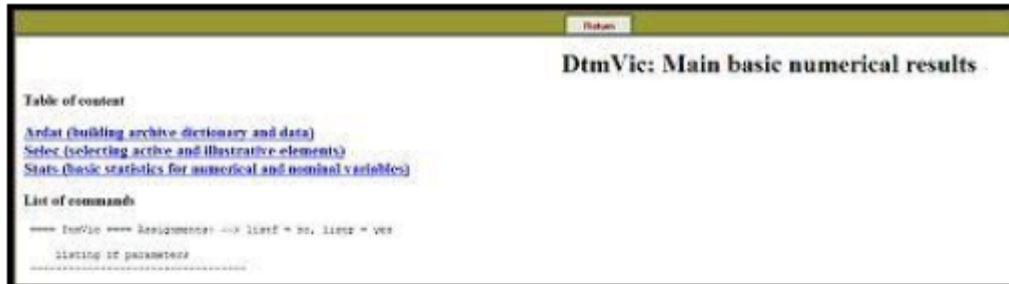 Return
DtmVic: Main basic numerical results
Table of content
Ardat (building archive dictionary and data)
Selec (selecting active and illustrative elements)
Stats (basic statistics for numerical and nominal variables)
List of commands
==== DtmVic ==== Assignments: --> listf = no, listp = yes
listing of parameters
------------------------------------